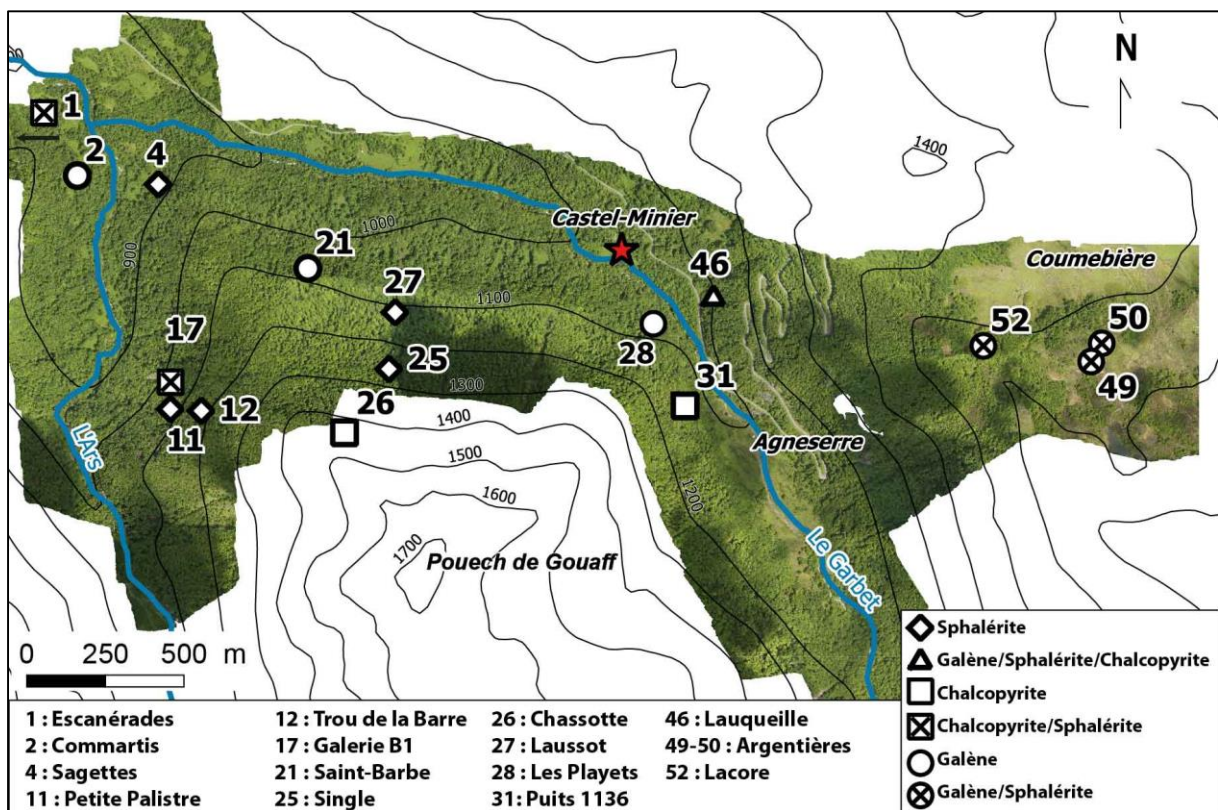 N
1400
1
2
4
Castel-Minier
1000
900
21
46
Coumebière
27
1100
52
50
17
28
49
25
1300
31
12
26
1400
11
L'Ars
Agneserre
1500
1200
1600
1700
Pouech de Gouaff
Le Garbet
0 250 500 m
Sphalérite
Galène/Sphalérite/Chalcopyrite
Chalcopyrite
Chalcopyrite/Sphalérite
Galène
Galène/Sphalérite
1 : Escanérades
2 : Commartis
4 : Sagettes
11 : Petite Palistre
12 : Trou de la Barre
17 : Galerie B1
21 : Saint-Barbe
25 : Single
26 : Chassotte
27 : Laussot
28 : Les Playets
31: Puits 1136
46 : Lauqueille
49-50 : Argentières
52 : Lacore